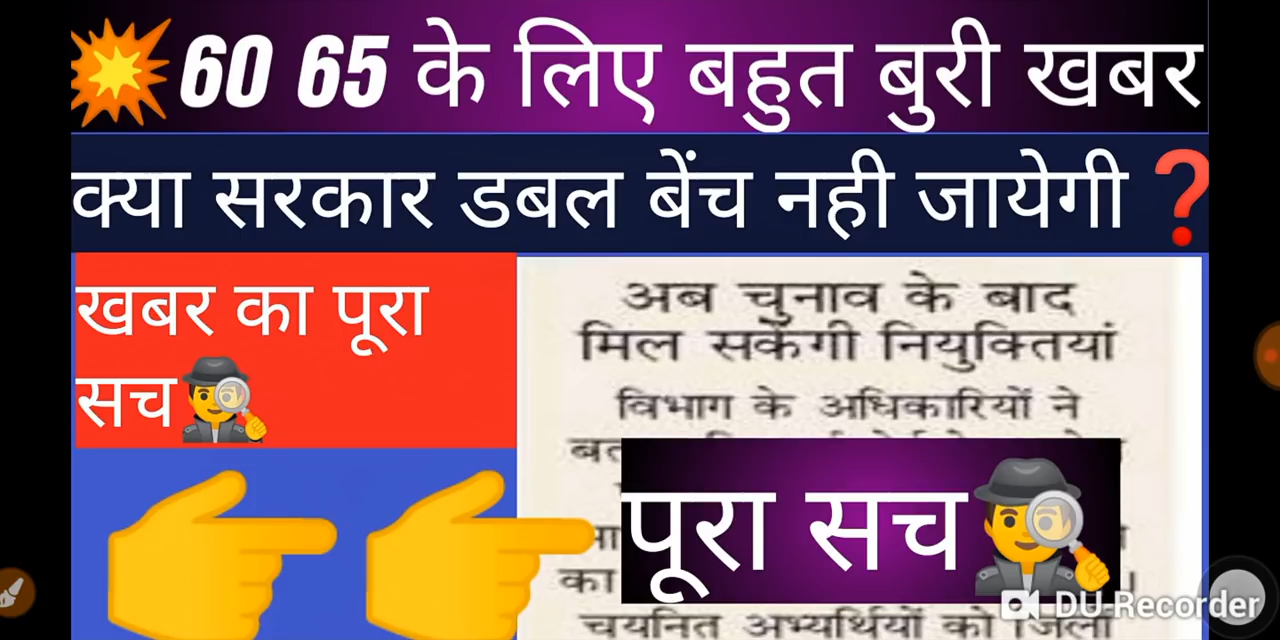 60 65 के लिए बहुत बुरी खबर
क्या सरकार डबल बेंच नही जायेगी ?
खबर का पूरा
सच
अब चुनाव के बाद
मिल सकेंगी नियुक्तियां
विभाग के अधिकारियों ने
पूरा सच
का
DU Recorder
चयनित अभ्यर्थियों को जिला